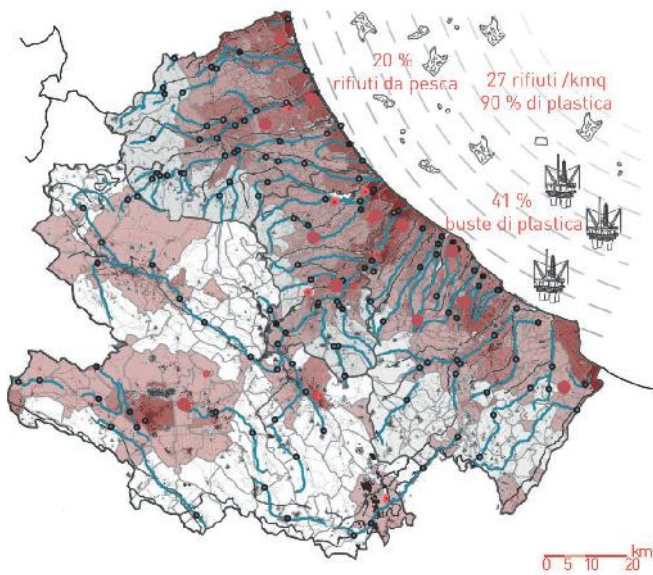 20 %
rifiuti da pesca
27 rifiuti /kmq
90 % di plastica
41 %
buste di plastica
0 5 10 20
km